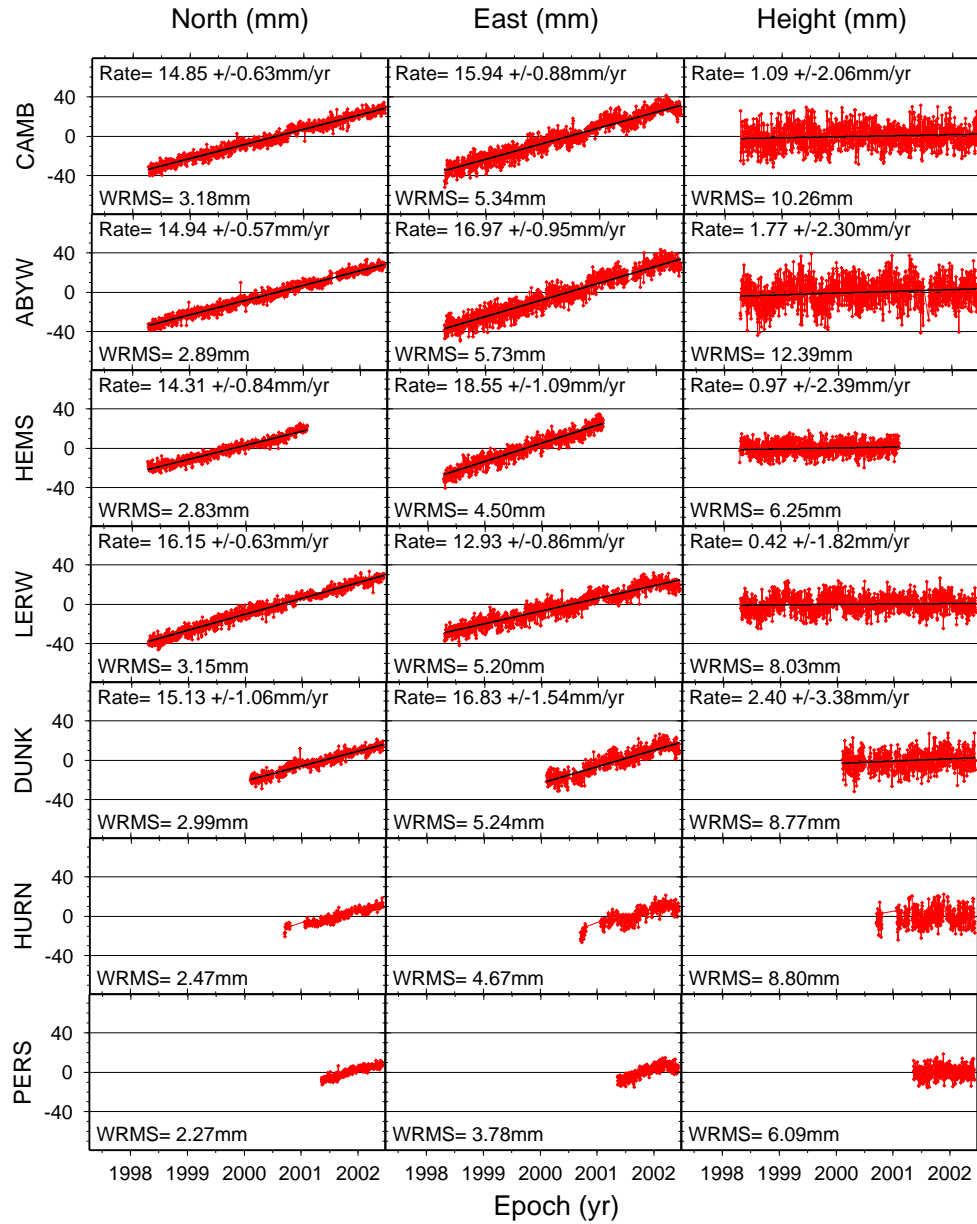 North (mm) East (mm) Height (mm)
Rate= 14.85 +/-0.63mm/yr Rate= 15.94 +/-0.88mm/yr Rate= 1.09 +/-2.06mm/yr
40
0
-40
CAMB
WRMS= 3.18mm WRMS= 5.34mm WRMS= 10.26mm
Rate= 14.94 +/-0.57mm/yr Rate= 16.97 +/-0.95mm/yr Rate= 1.77 +/-2.30mm/yr
40
0
-40
ABYW
WRMS= 2.89mm WRMS= 5.73mm WRMS= 12.39mm
Rate= 14.31 +/-0.84mm/yr Rate= 18.55 +/-1.09mm/yr Rate= 0.97 +/-2.39mm/yr
40
0
-40
HEMS
WRMS= 2.83mm WRMS= 4.50mm WRMS= 6.25mm
Rate= 16.15 +/-0.63mm/yr Rate= 12.93 +/-0.86mm/yr Rate= 0.42 +/-1.82mm/yr
40
0
-40
LERW
WRMS= 3.15mm WRMS= 5.20mm WRMS= 8.03mm
Rate= 15.13 +/-1.06mm/yr Rate= 16.83 +/-1.54mm/yr Rate= 2.40 +/-3.38mm/yr
40
0
-40
DUNK
WRMS= 2.99mm WRMS= 5.24mm WRMS= 8.77mm
40
0
-40
HURN
WRMS= 2.47mm WRMS= 4.67mm WRMS= 8.80mm
40
0
-40
PERS
WRMS= 2.27mm WRMS= 3.78mm WRMS= 6.09mm
1998 1999 2000 2001 2002 1998 1999 2000 2001 2002 1998 1999 2000 2001 2002
Epoch (yr)